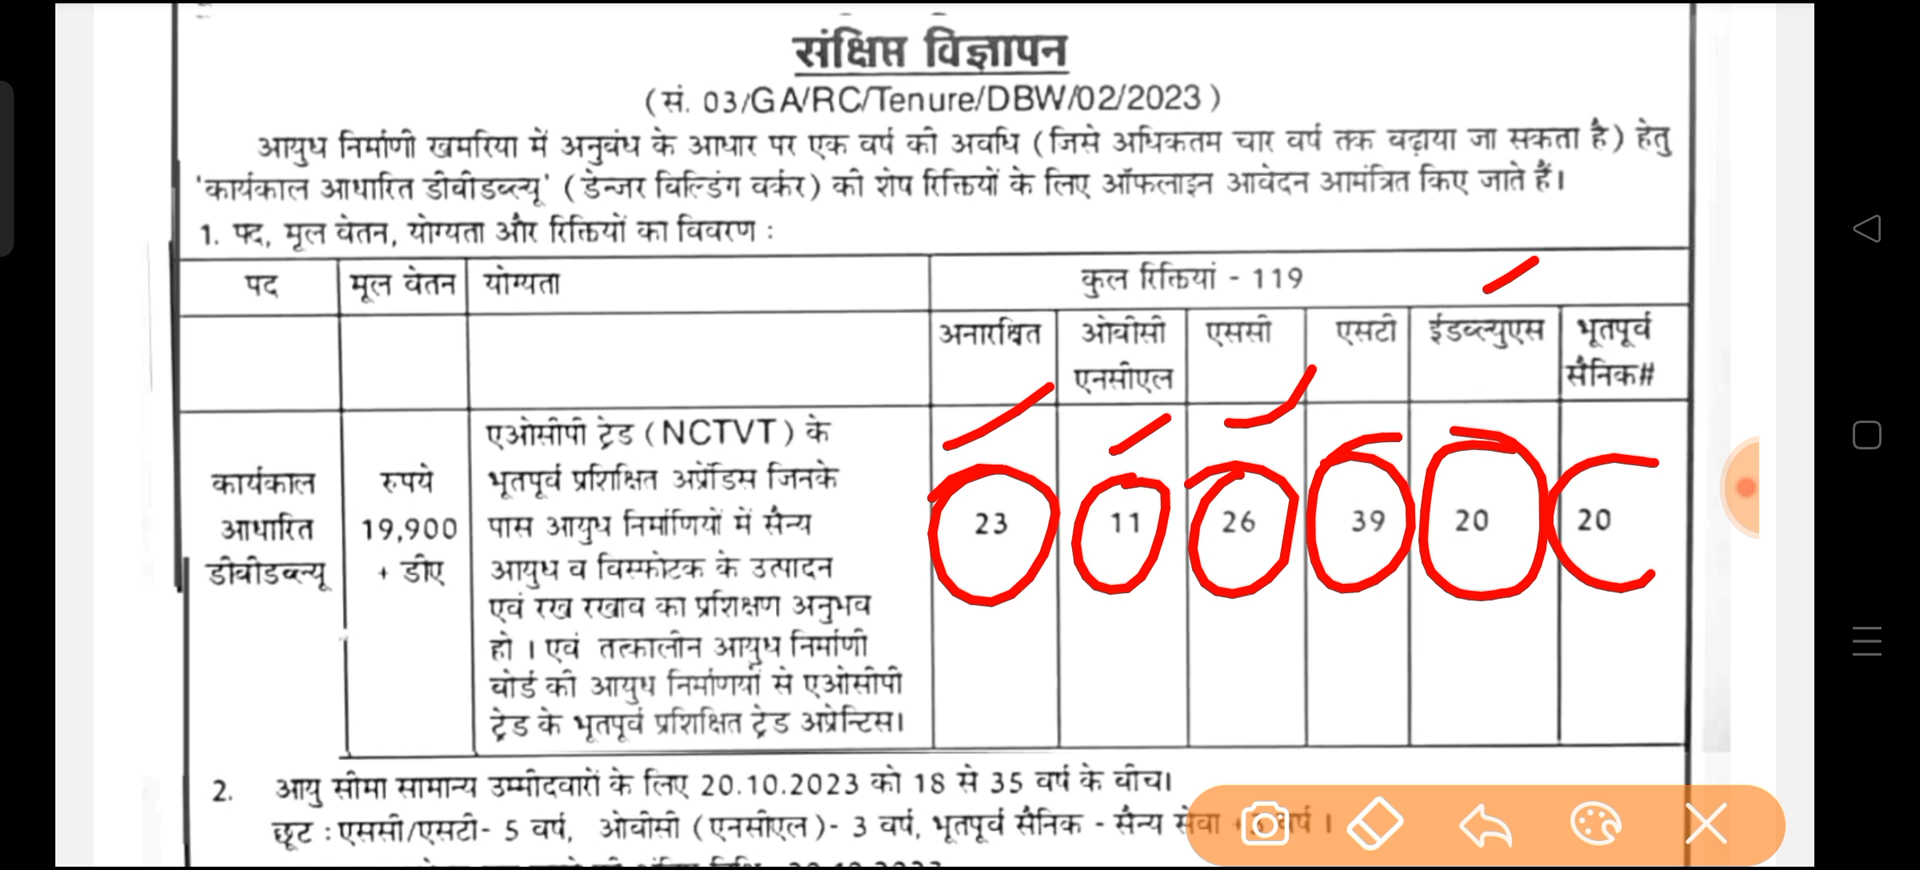 संक्षिप्त विज्ञापन
(सं. 03/GA/RC/Tenure/DBW/02/2023)
आयुध निर्माणी खमरिया में अनुबंध के आधार पर एक वर्ष की अवधि (जिसे अधिकतम चार वर्ष तक बढ़ाया जा सकता है) हेतु
'कार्यकाल आधारित डीबीडब्ल्यू' (डेन्जर बिल्डिंग वर्कर) की शेष रिक्तियों के लिए ऑफलाइन आवेदन आमंत्रित किए जाते हैं।
1. पद, मूल वेतन, योग्यता और रिक्तियों का विवरण :
पद मूल वेतन योग्यता कुल रिक्तियां - 119
अनारक्षित ओबीसी एससी एसटी ईडब्ल्युएस भूतपूर्व
एनसीएल सैनिक#
एओसीपी ट्रेड (NCTVT) के
कार्यकाल रुपये भूतपूर्व प्रशिक्षित अप्रेंडिस जिनके
आधारित 19,900 पास आयुध निर्माणियों में सैन्य 23 11 26 39 20 20
डीबीडब्ल्यू + डीए आयुध व विस्फोटक के उत्पादन
एवं रख रखाव का प्रशिक्षण अनुभव
हो । एवं तत्कालीन आयुध निर्माणी
बोर्ड की आयुध निर्माणयों से एओसीपी
ट्रेड के भूतपूर्व प्रशिक्षित ट्रेड अप्रेन्टिस।
2. आयु सीमा सामान्य उम्मीदवारों के लिए 20.10.2023 को 18 से 35 वर्ष के बीच।
छूट : एससी/एसटी- 5 वर्ष, ओबीसी (एनसीएल)- 3 वर्ष, भूतपूर्व सैनिक - सैन्य सेवा +3 वर्ष ।